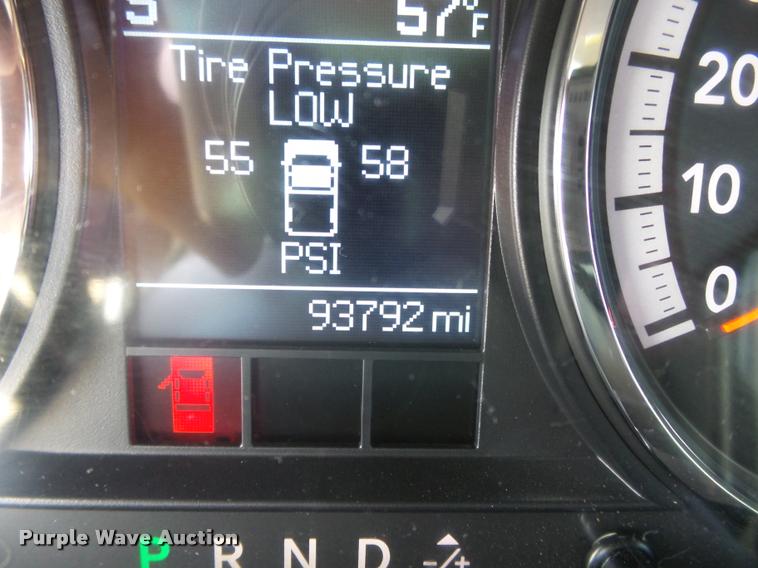 S 57°F
Tire Pressure
LOW
55 58
PSI
93792 mi
20
10
0
P R N D -/+
Purple Wave Auction